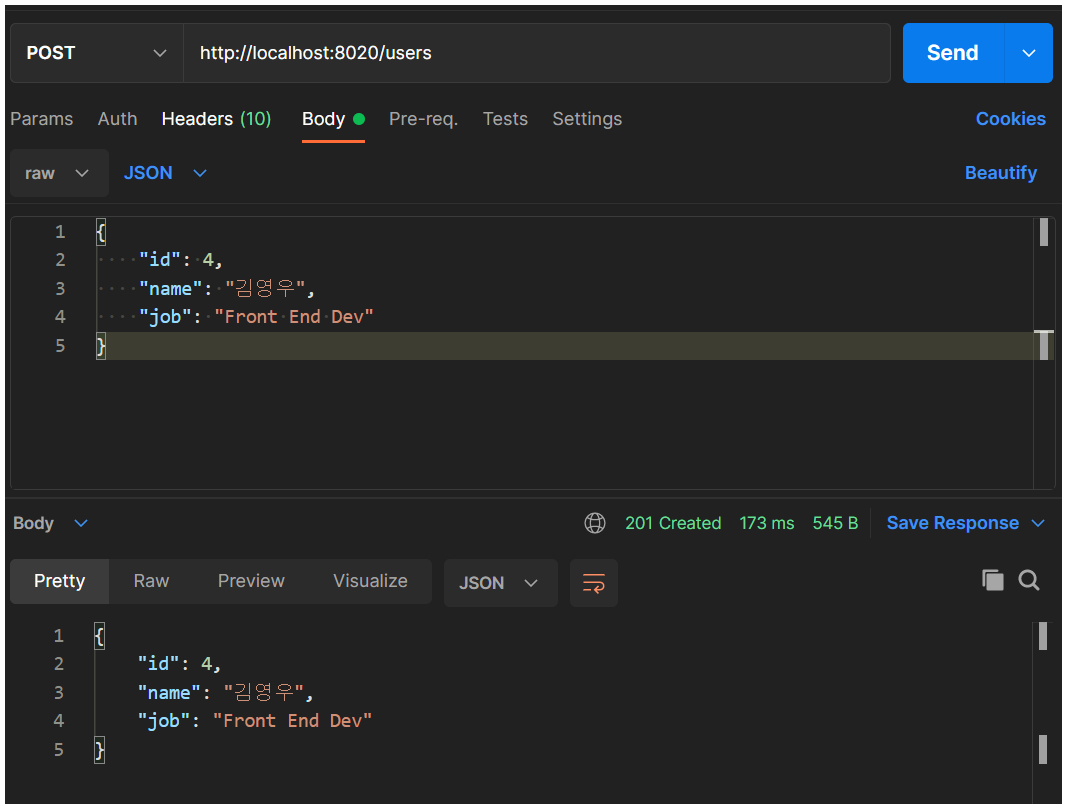 POST http://localhost:8020/users Send
Params Auth Headers (10) Body Pre-req. Tests Settings Cookies
raw JSON Beautify
1 {
2 ····"id":·4,
3 ····"name":·"김영우",
4 ····"job":·"Front·End·Dev"
5 }
Body 201 Created 173 ms 545 B Save Response
Pretty Raw Preview Visualize JSON
1 {
2 "id": 4,
3 "name": "김영우",
4 "job": "Front End Dev"
5 }